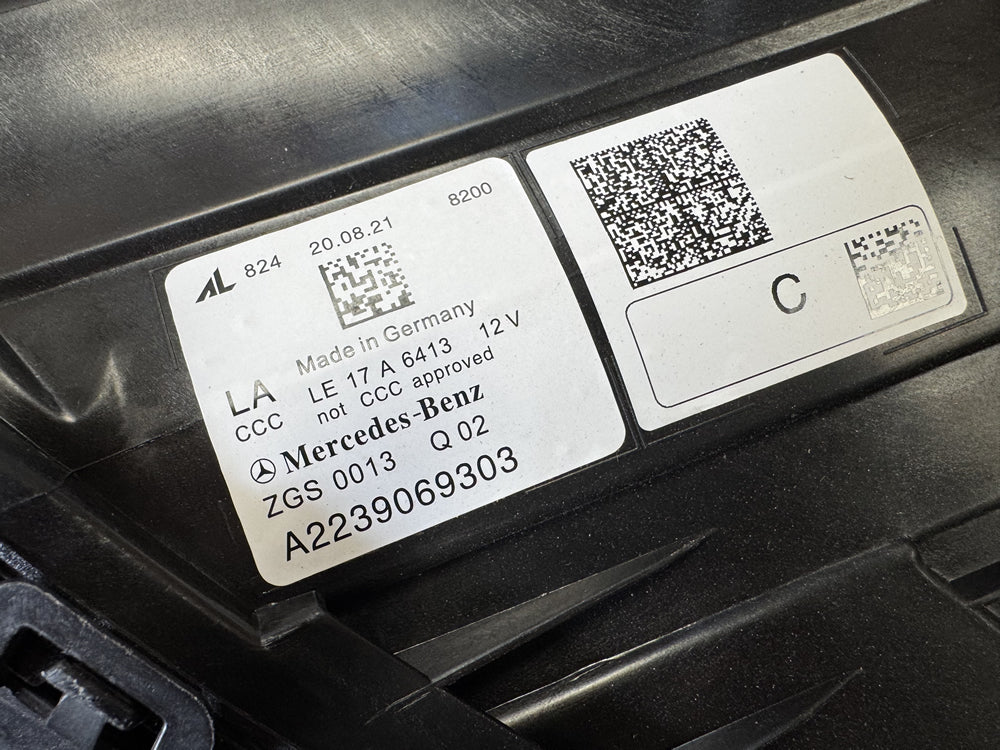 AL 824 20.08.21 8200
Made in Germany
LA LE 17 A 6413 12 V
CCC not CCC approved
Mercedes-Benz
ZGS 0013 Q 02
A2239069303
C